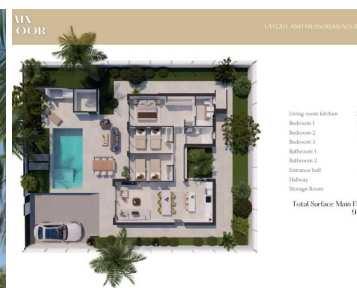 OOR
LAYOUT AND MEASUREMENTS
Living room kitchen
Bedroom 1
Bedroom 2
Bedroom 3
Bathroom 1
Bathroom 2
Entrance hall
Hallway
Storage Room
Total Surface Main F
9